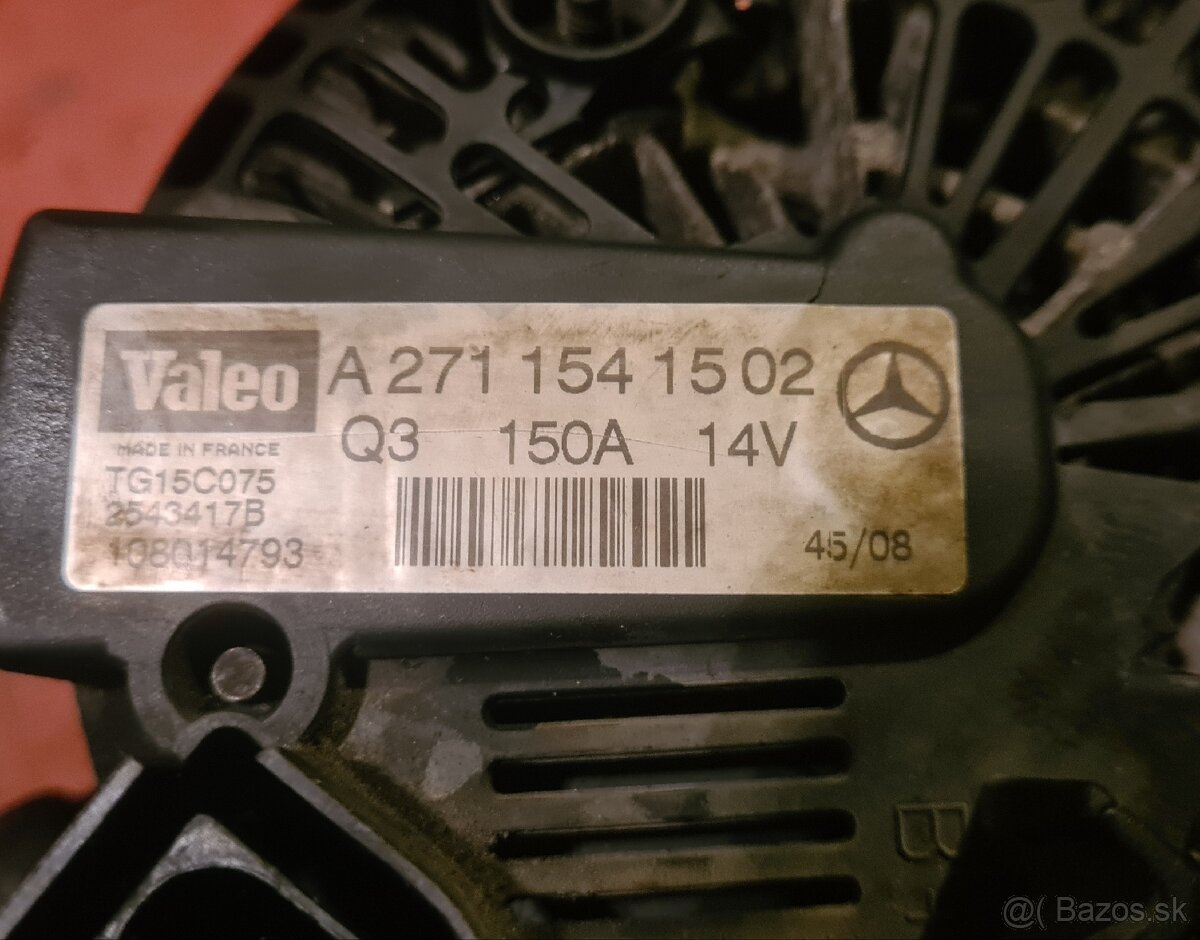 Valeo A 271 154 15 02
MADE IN FRANCE
Q3 150A 14V
TG15C075
2543417B
108014793
45/08
B
@( Bazos.sk